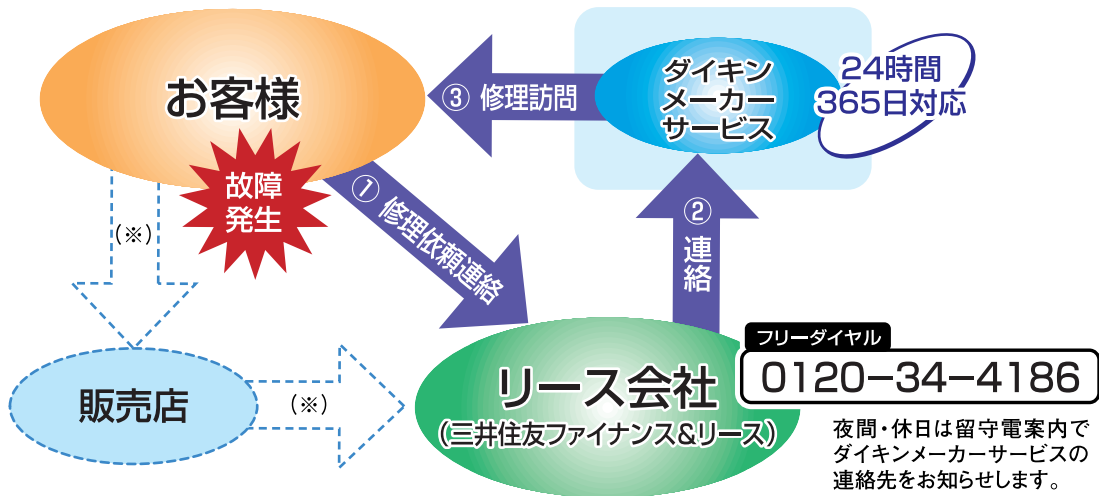 お客様
故障
発生
③ 修理訪問
ダイキン
メーカー
サービス
24時間
365日対応
① 修理依頼連絡
② 連絡
(※)
販売店
(※)
リース会社
(三井住友ファイナンス&リース)
フリーダイヤル
0120−34−4186
夜間・休日は留守電案内で
ダイキンメーカーサービスの
連絡先をお知らせします。